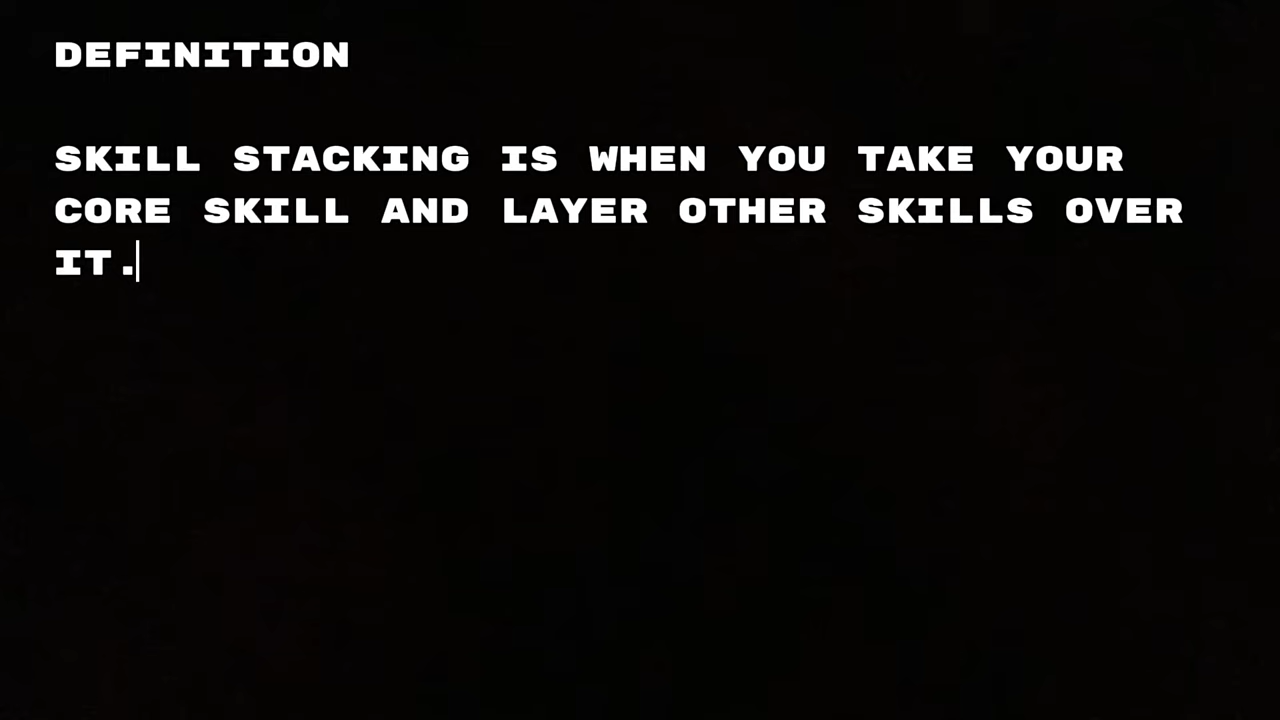 DEFINITION
SKILL STACKING IS WHEN YOU TAKE YOUR
CORE SKILL AND LAYER OTHER SKILLS OVER
IT.